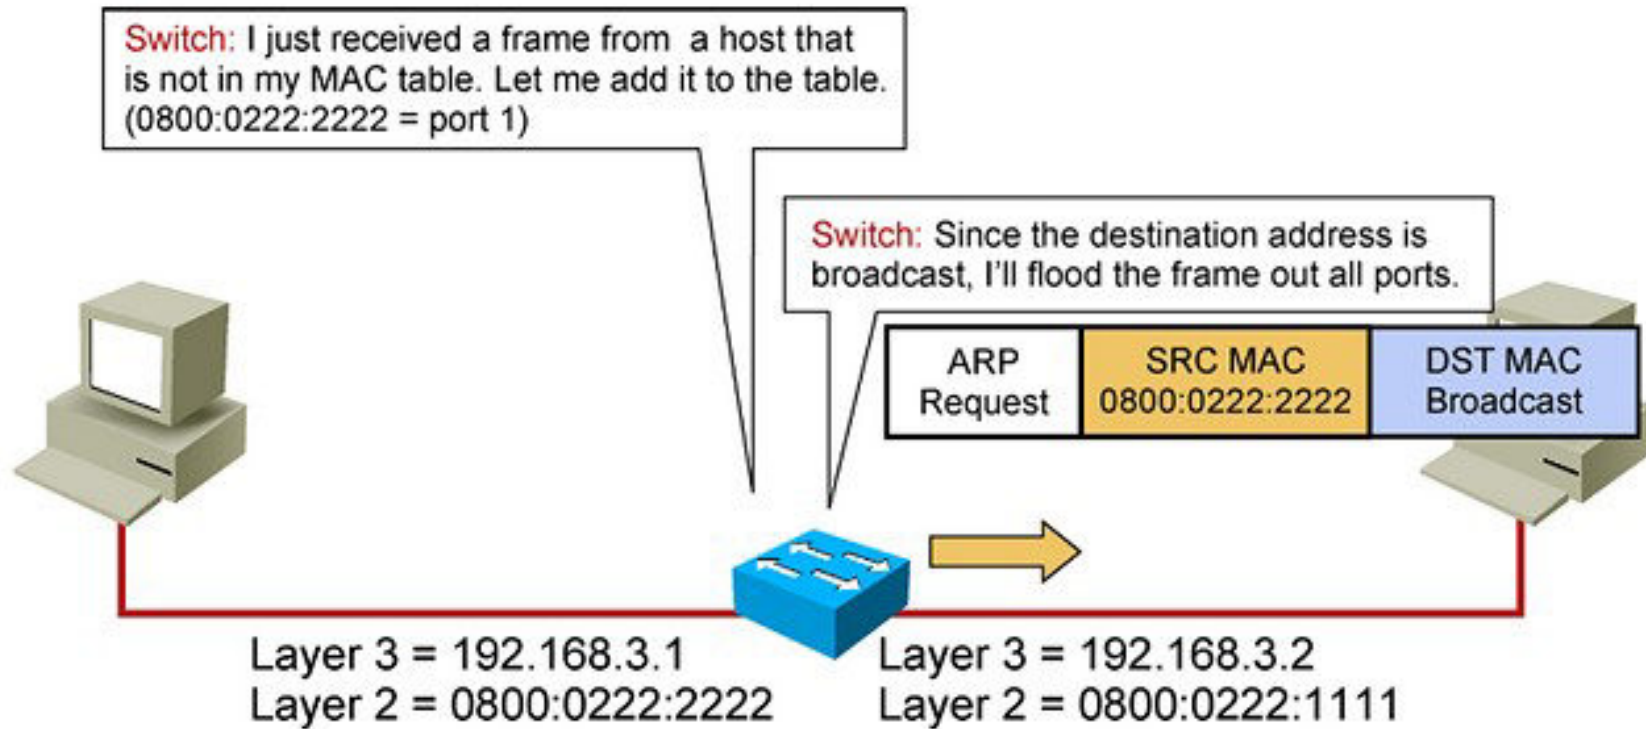 Switch: I just received a frame from a host that
is not in my MAC table. Let me add it to the table.
(0800:0222:2222 = port 1)
Switch: Since the destination address is
broadcast, I'll flood the frame out all ports.
ARP
Request
SRC MAC
0800:0222:2222
DST MAC
Broadcast
Layer 3 = 192.168.3.1
Layer 2 = 0800:0222:2222
Layer 3 = 192.168.3.2
Layer 2 = 0800:0222:1111